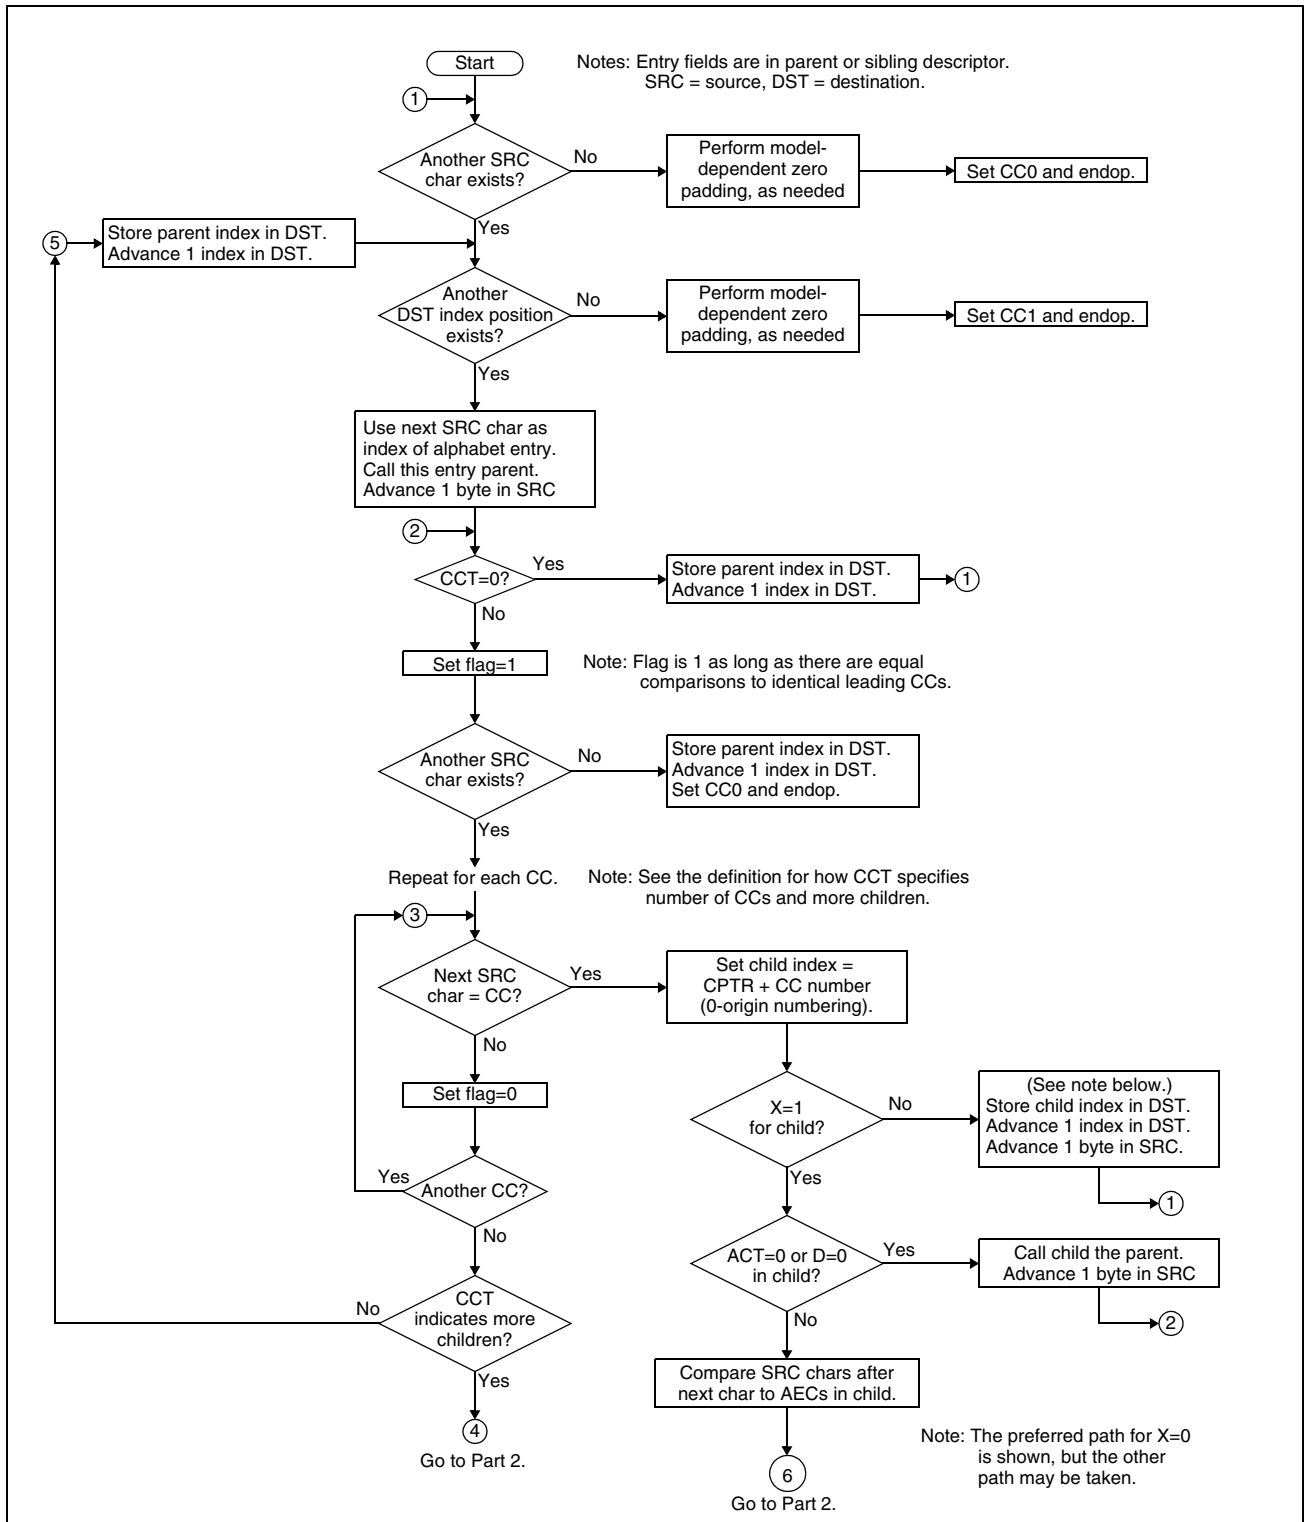 Start
Notes: Entry fields are in parent or sibling descriptor.
SRC = source, DST = destination.
1
Another SRC
char exists?
No
Perform model-
dependent zero
padding, as needed
Set CC0 and endop.
Yes
5
Store parent index in DST.
Advance 1 index in DST.
Another
DST index position
exists?
No
Perform model-
dependent zero
padding, as needed
Set CC1 and endop.
Yes
Use next SRC char as
index of alphabet entry.
Call this entry parent.
Advance 1 byte in SRC
2
CCT=0?
Yes
Store parent index in DST.
Advance 1 index in DST.
1
No
Set flag=1
Note: Flag is 1 as long as there are equal
comparisons to identical leading CCs.
Another SRC
char exists?
No
Store parent index in DST.
Advance 1 index in DST.
Set CC0 and endop.
Yes
Repeat for each CC.
Note: See the definition for how CCT specifies
number of CCs and more children.
3
Next SRC
char = CC?
Yes
Set child index =
CPTR + CC number
(0-origin numbering).
No
Set flag=0
X=1
for child?
No
(See note below.)
Store child index in DST.
Advance 1 index in DST.
Advance 1 byte in SRC.
1
Yes
Another CC?
Yes
No
ACT=0 or D=0
in child?
Yes
Call child the parent.
Advance 1 byte in SRC
2
No
CCT
indicates more
children?
No
Yes
4
Go to Part 2.
Compare SRC chars after
next char to AECs in child.
6
Go to Part 2.
Note: The preferred path for X=0
is shown, but the other
path may be taken.